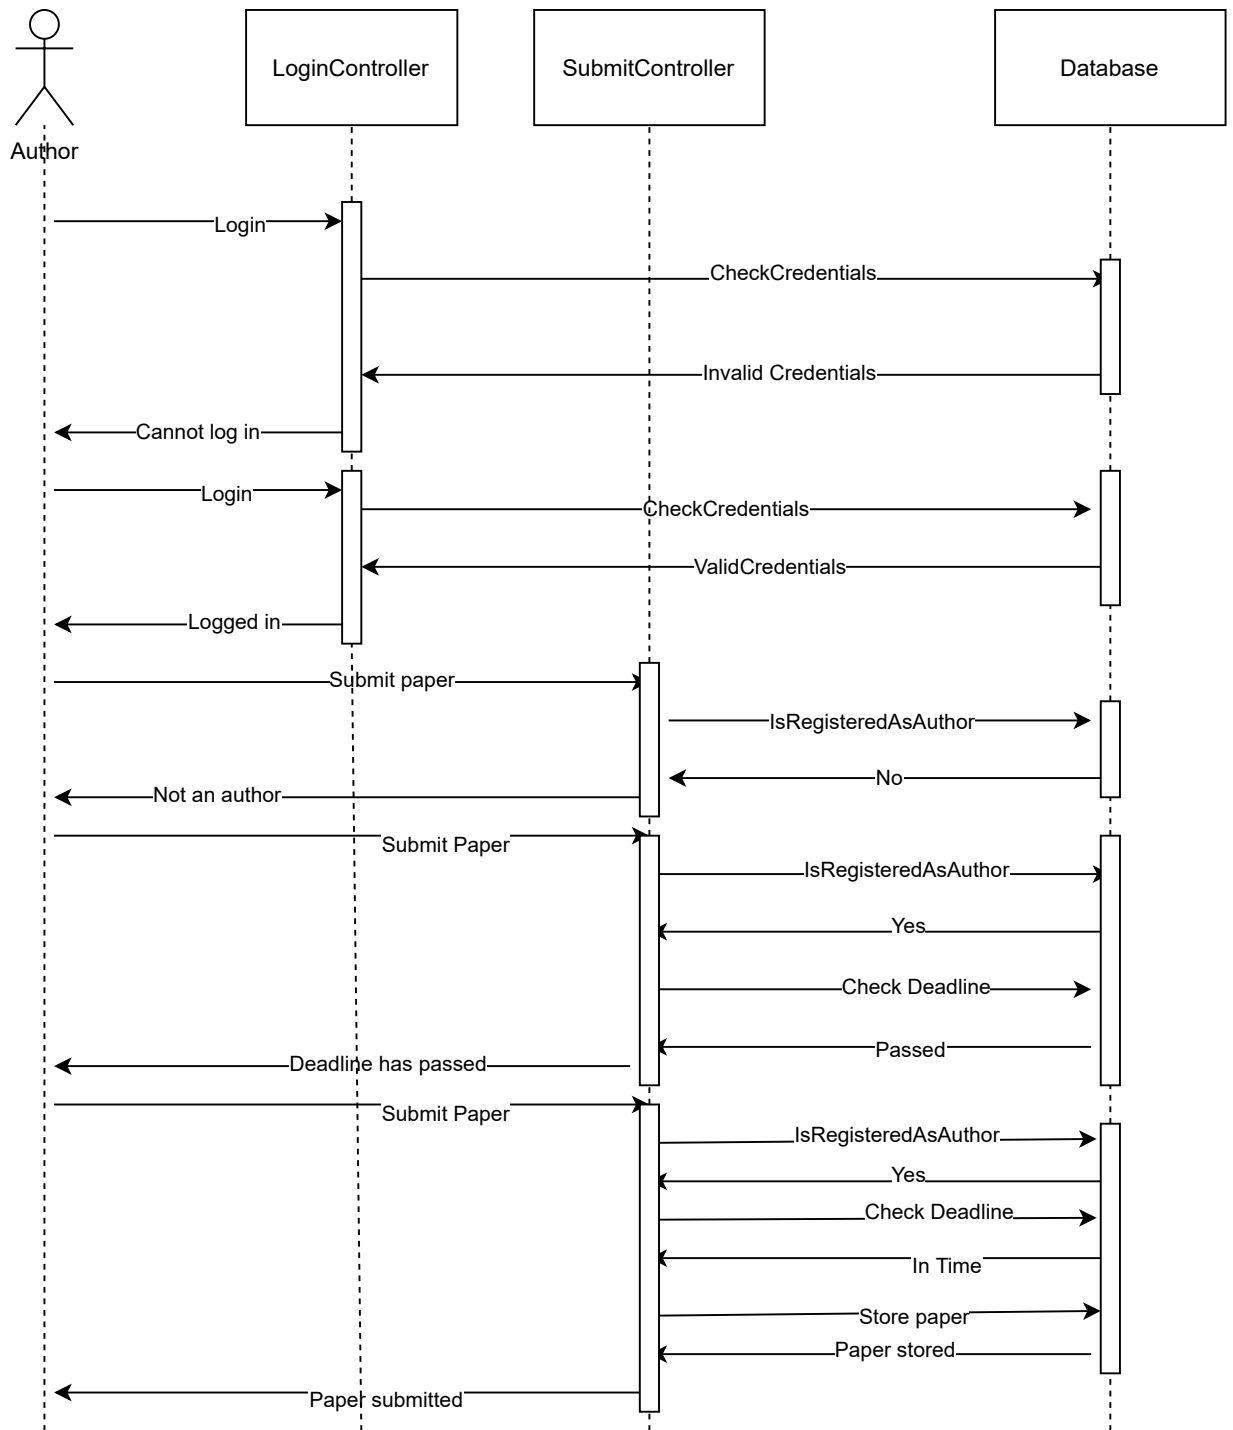 LoginController
SubmitController
Database
Author
Login
CheckCredentials
Invalid Credentials
Cannot log in
Login
CheckCredentials
ValidCredentials
Logged in
Submit paper
IsRegisteredAsAuthor
No
Not an author
Submit Paper
IsRegisteredAsAuthor
Yes
Check Deadline
Passed
Deadline has passed
Submit Paper
IsRegisteredAsAuthor
Yes
Check Deadline
In Time
Store paper
Paper stored
Paper submitted